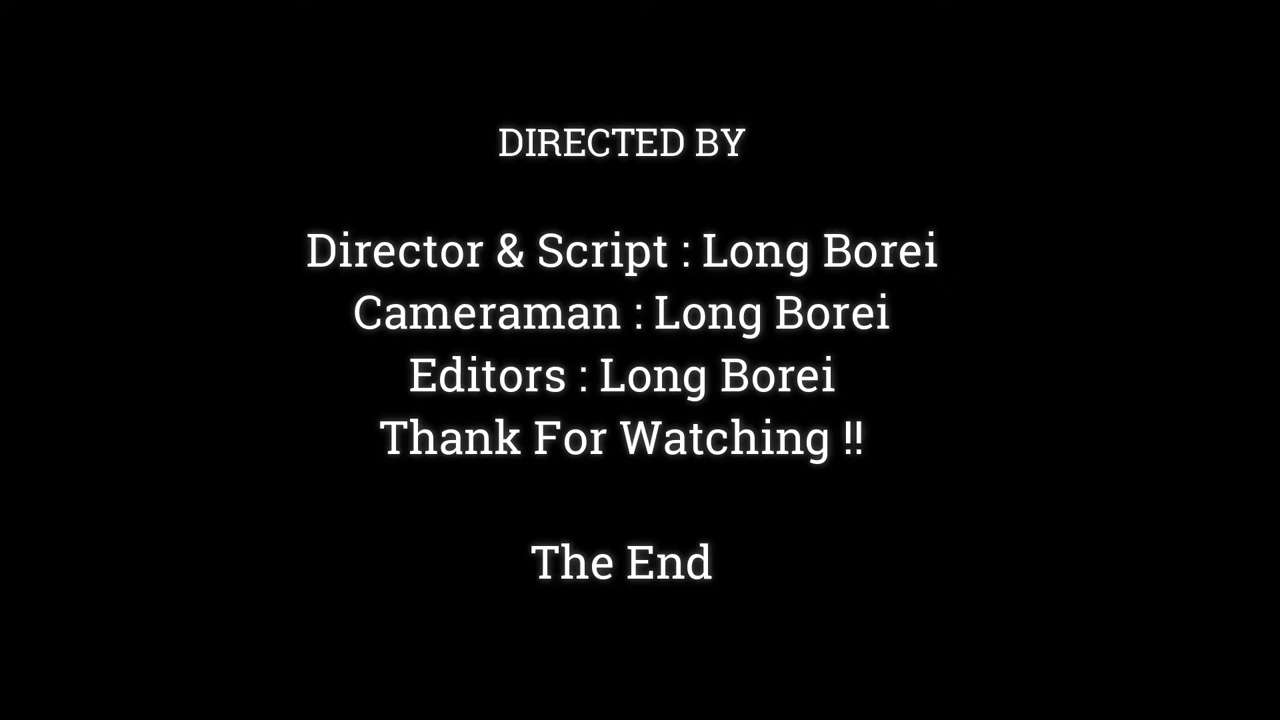 DIRECTED BY
Director & Script : Long Borei
Cameraman : Long Borei
Editors : Long Borei
Thank For Watching !!
The End